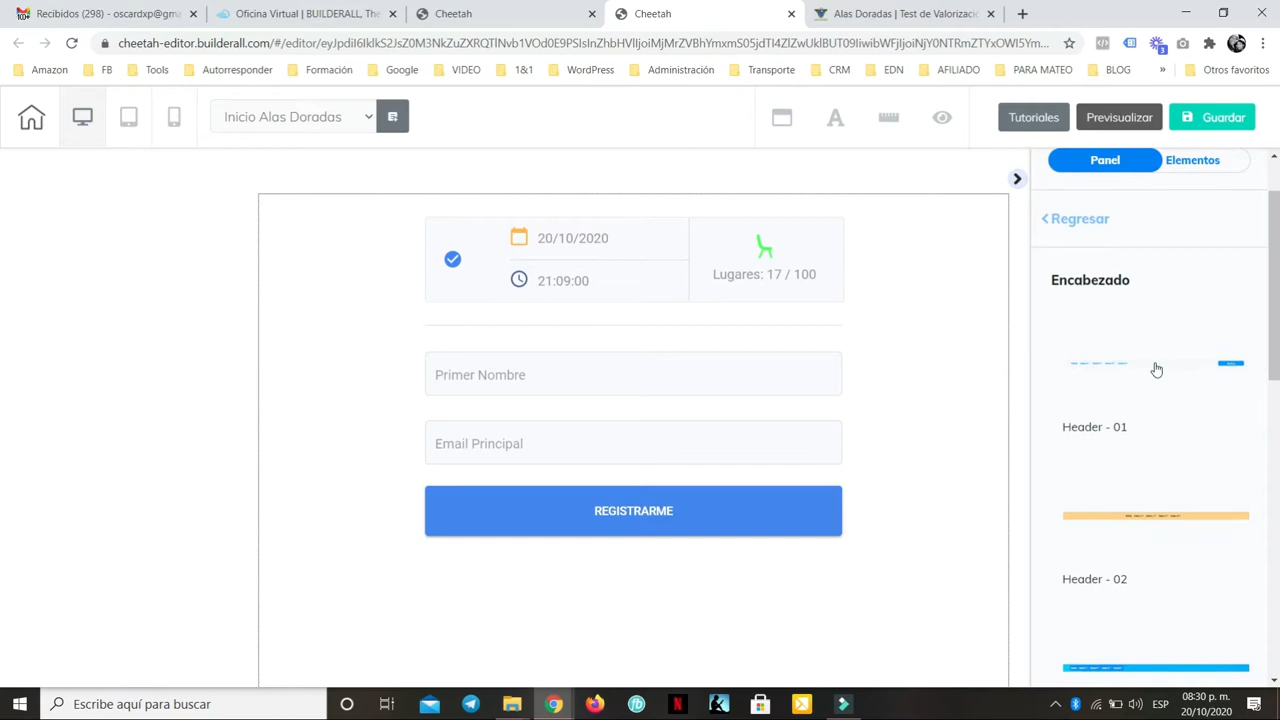 Recibidos (298) - oscardxp@gma
Oficina Virtual | BUILDERALL, The
Cheetah
Cheetah
Alas Doradas | Test de Valorizació
cheetah-editor.builderall.com/#/editor/
Amazon
FB
Tools
Autorresponder
Formación
Google
VIDEO
1&1
WordPress
Administración
Transporte
CRM
EDN
AFILIADO
PARA MATEO
BLOG
»
Otros favoritos
Inicio Alas Doradas
Tutoriales
Previsualizar
Guardar
Panel
Elementos
Regresar
Encabezado
Header - 01
Header - 02
20/10/2020
21:09:00
Lugares: 17 / 100
Primer Nombre
Email Principal
REGISTRARME
Escribe aquí para buscar
ESP
08:30 p. m.
20/10/2020
3